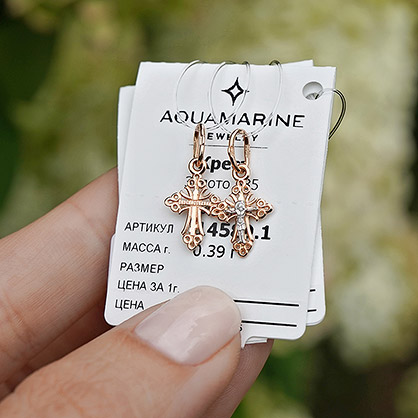 AQUAMARINE
JEWELRY
АРТИКУЛ
МАССА г. 0.39 г
РАЗМЕР
ЦЕНА ЗА 1г.
ЦЕНА